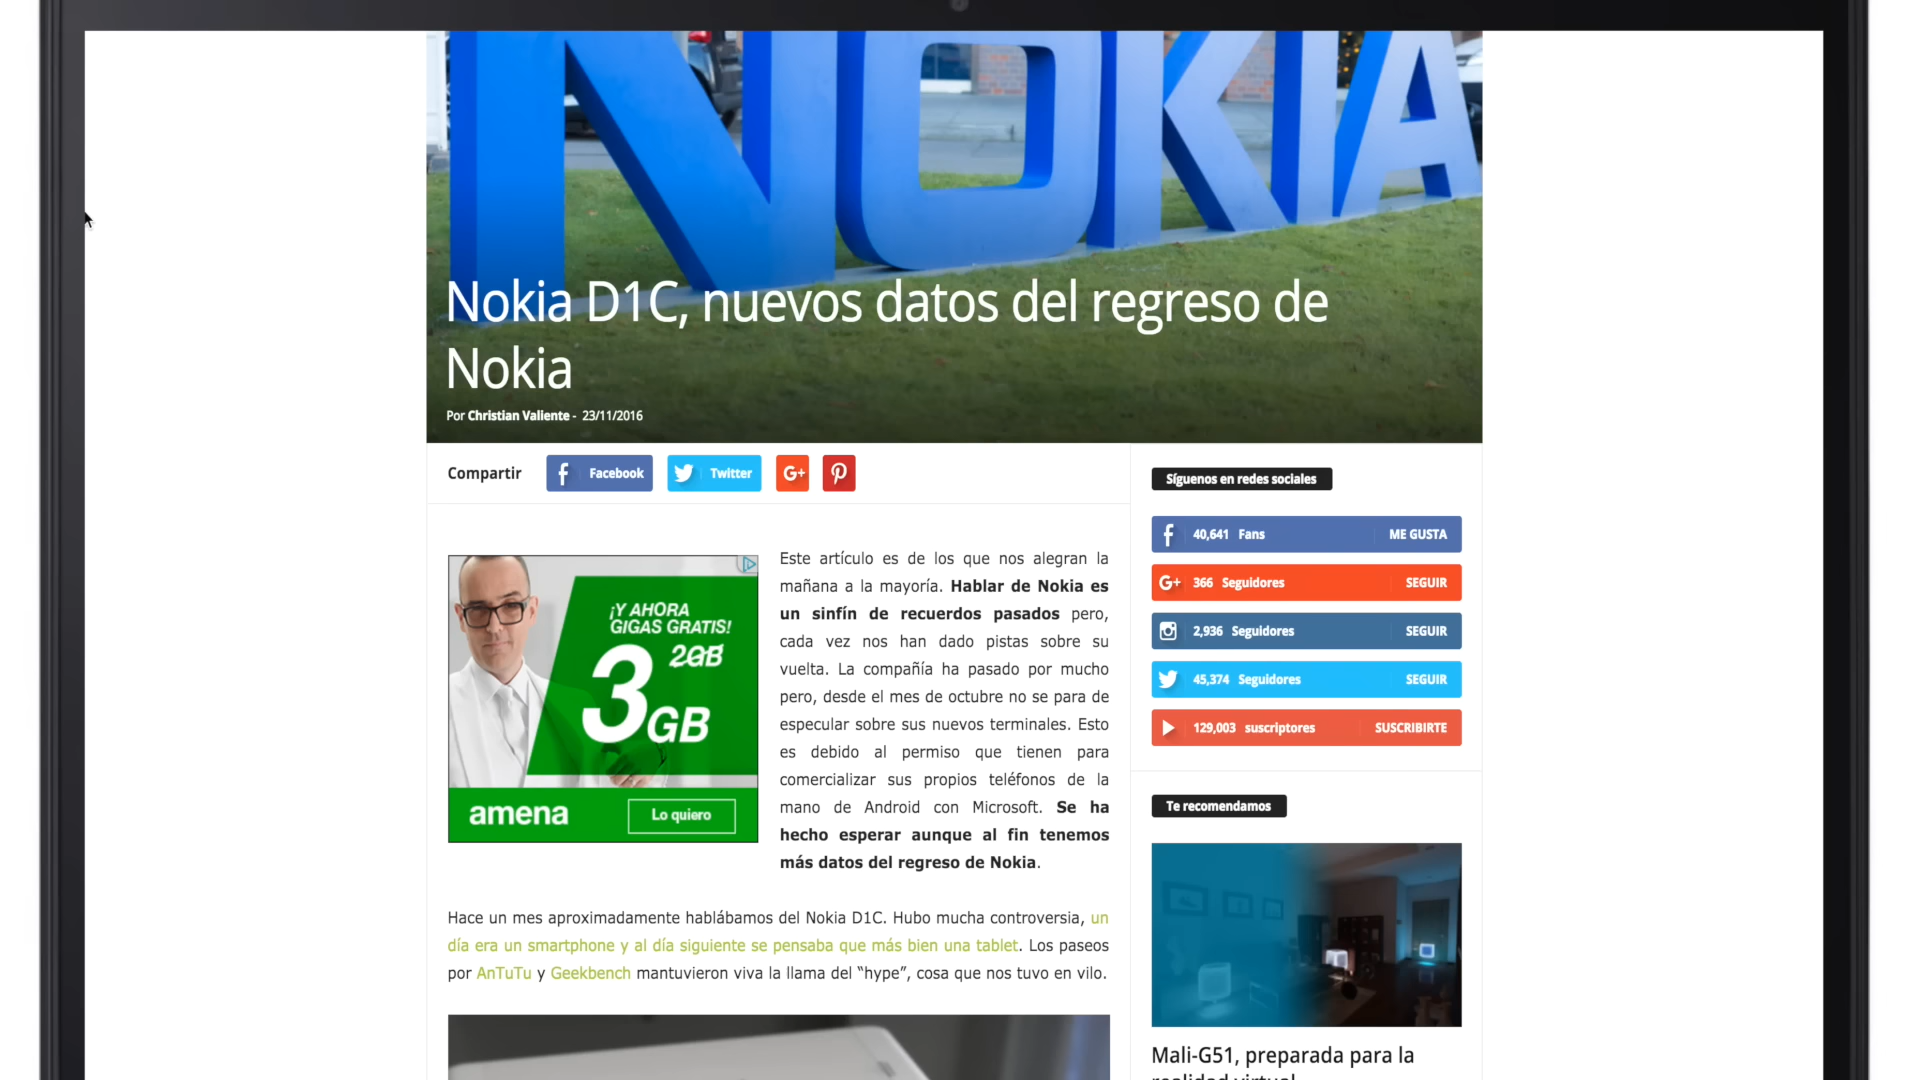 NOKIA
Nokia D1C, nuevos datos del regreso de
Nokia
Por Christian Valiente - 23/11/2016
Compartir
Facebook
Twitter
G+
¡Y AHORA
GIGAS GRATIS!
2GB
3GB
amena
Lo quiero
Este artículo es de los que nos alegran la
mañana a la mayoría. Hablar de Nokia es
un sinfín de recuerdos pasados pero,
cada vez nos han dado pistas sobre su
vuelta. La compañía ha pasado por mucho
pero, desde el mes de octubre no se para de
especular sobre sus nuevos terminales. Esto
es debido al permiso que tienen para
comercializar sus propios teléfonos de la
mano de Android con Microsoft. Se ha
hecho esperar aunque al fin tenemos
más datos del regreso de Nokia.
Hace un mes aproximadamente hablábamos del Nokia D1C. Hubo mucha controversia, un
día era un smartphone y al día siguiente se pensaba que más bien una tablet. Los paseos
por AnTuTu y Geekbench mantuvieron viva la llama del “hype”, cosa que nos tuvo en vilo.
Síguenos en redes sociales
40,641 Fans ME GUSTA
G+ 366 Seguidores SEGUIR
2,936 Seguidores SEGUIR
45,374 Seguidores SEGUIR
129,003 suscriptores SUSCRIBIRTE
Te recomendamos
Mali-G51, preparada para la
realidad virtual